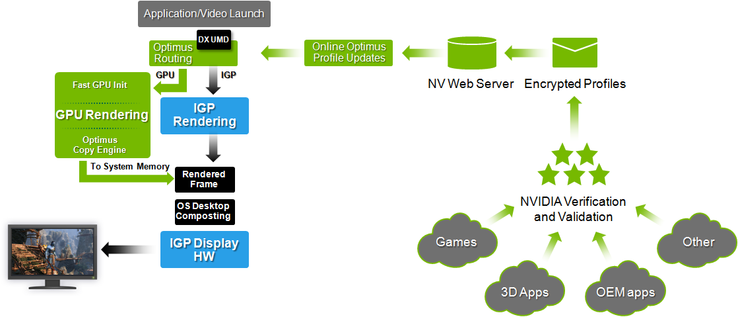 Application/Video Launch
DX UMD
Optimus
Routing
GPU
IGP
Fast GPU Init
GPU Rendering
Optimus
Copy Engine
IGP
Rendering
To System Memory
Rendered
Frame
OS Desktop
Composting
IGP Display
HW
Online Optimus
Profile Updates
NV Web Server
Encrypted Profiles
NVIDIA Verification
and Validation
Games
3D Apps
OEM apps
Other